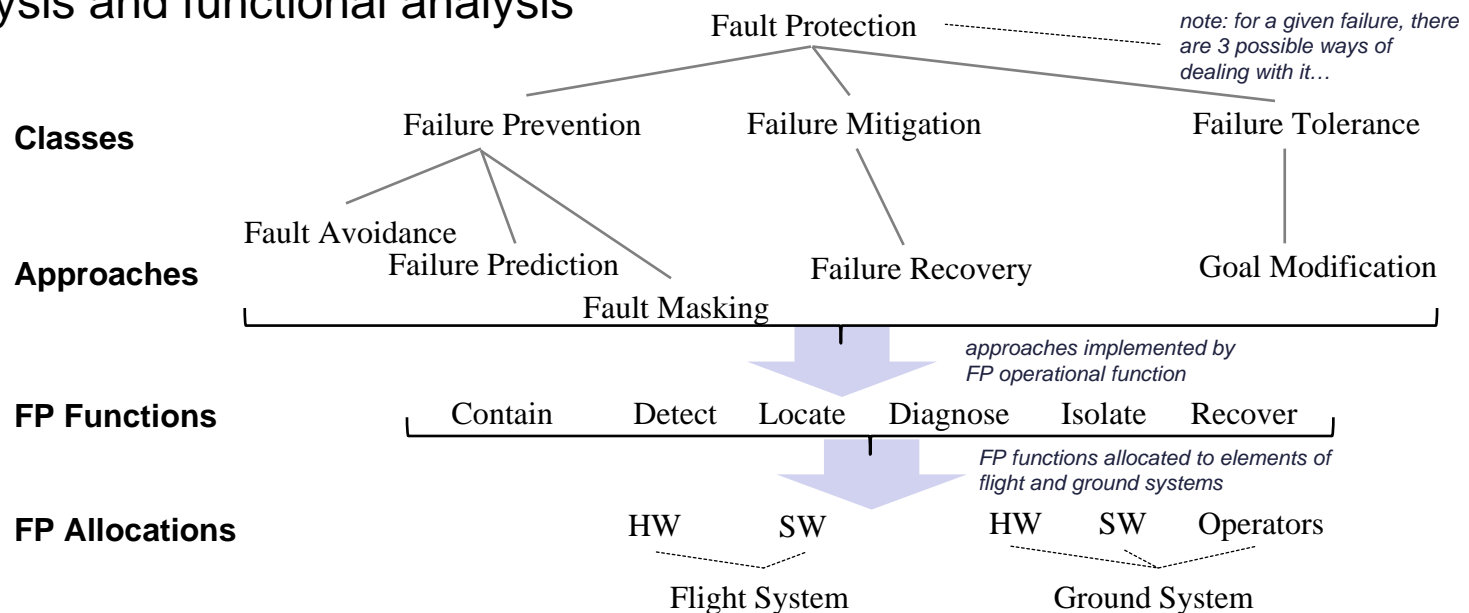 ysis and functional analysis
Fault Protection
note: for a given failure, there
are 3 possible ways of
dealing with it…
Classes
Failure Prevention
Failure Mitigation
Failure Tolerance
Approaches
Fault Avoidance
Failure Prediction
Fault Masking
Failure Recovery
Goal Modification
approaches implemented by
FP operational function
FP Functions
Contain Detect Locate Diagnose Isolate Recover
FP functions allocated to elements of
flight and ground systems
FP Allocations
HW SW
HW SW Operators
Flight System
Ground System